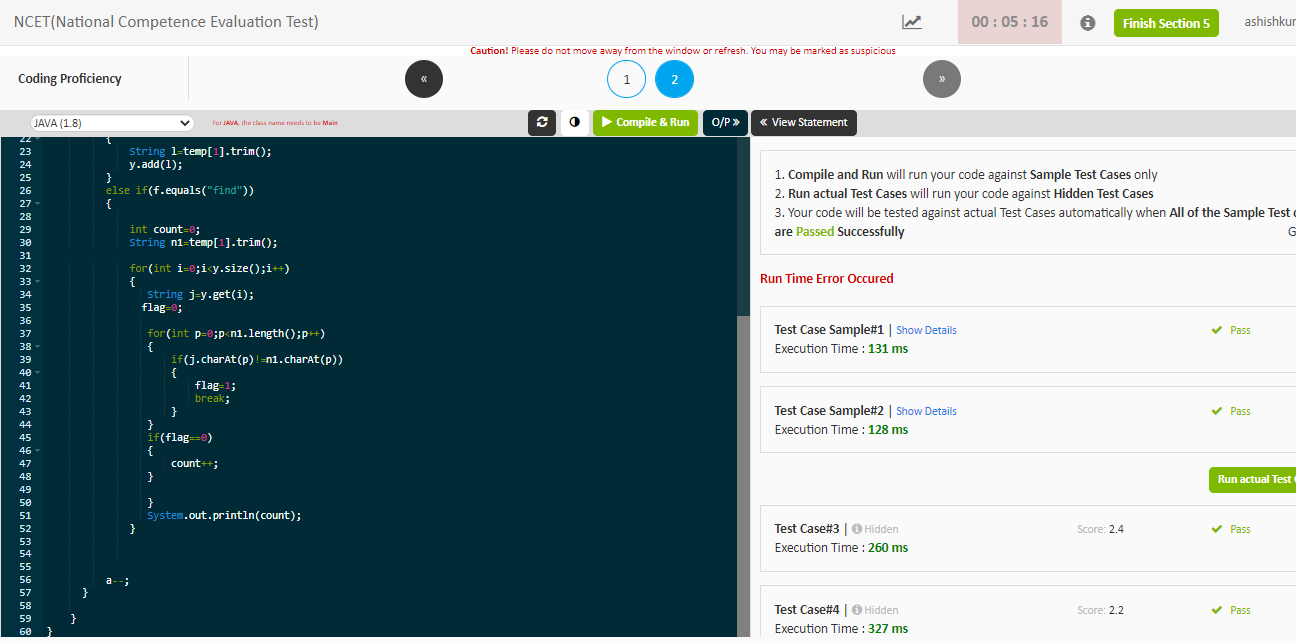 NCET(National Competence Evaluation Test)
00 : 05 : 16
Finish Section 5
ashishkur
Caution! Please do not move away from the window or refresh. You may be marked as suspicious
Coding Proficiency
«
1
2
»
JAVA (1.8)
For JAVA, the class name needs to be Main
Compile & Run
O/P »
« View Statement
22 {
23 String l=temp[1].trim();
24 y.add(l);
25 }
26 else if(f.equals("find"))
27 {
28
29 int count=0;
30 String n1=temp[1].trim();
31
32 for(int i=0;i<y.size();i++)
33 {
34 String j=y.get(i);
35 flag=0;
36
37 for(int p=0;p<n1.length();p++)
38 {
39 if(j.charAt(p)!=n1.charAt(p))
40 {
41 flag=1;
42 break;
43 }
44 }
45 if(flag==0)
46 {
47 count++;
48 }
49
50 }
51 System.out.println(count);
52 }
53
54
55
56 a--;
57 }
58
59 }
60 }
1. Compile and Run will run your code against Sample Test Cases only
2. Run actual Test Cases will run your code against Hidden Test Cases
3. Your code will be tested against actual Test Cases automatically when All of the Sample Test c
are Passed Successfully
G
Run Time Error Occured
Test Case Sample#1 | Show Details
Pass
Execution Time : 131 ms
Test Case Sample#2 | Show Details
Pass
Execution Time : 128 ms
Run actual Test
Test Case#3 | Hidden
Score: 2.4
Pass
Execution Time : 260 ms
Test Case#4 | Hidden
Score: 2.2
Pass
Execution Time : 327 ms